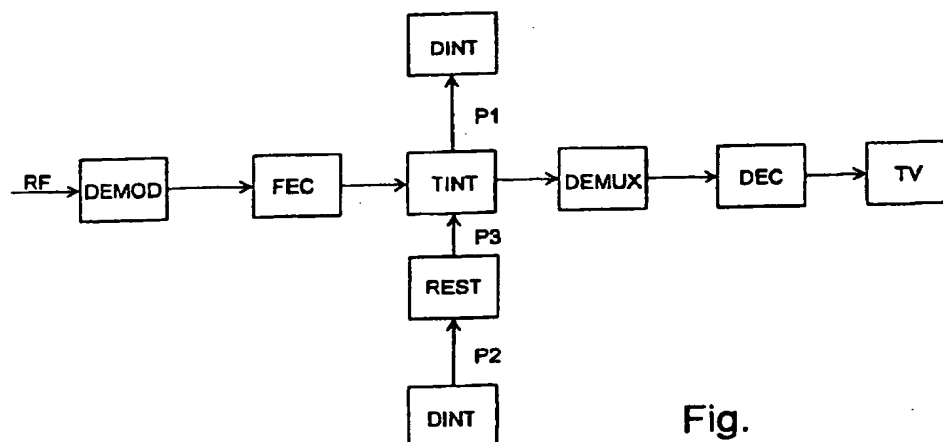 DINT
P1
RF
DEMOD
FEC
TINT
DEMUX
DEC
TV
P3
REST
P2
DINT
Fig.